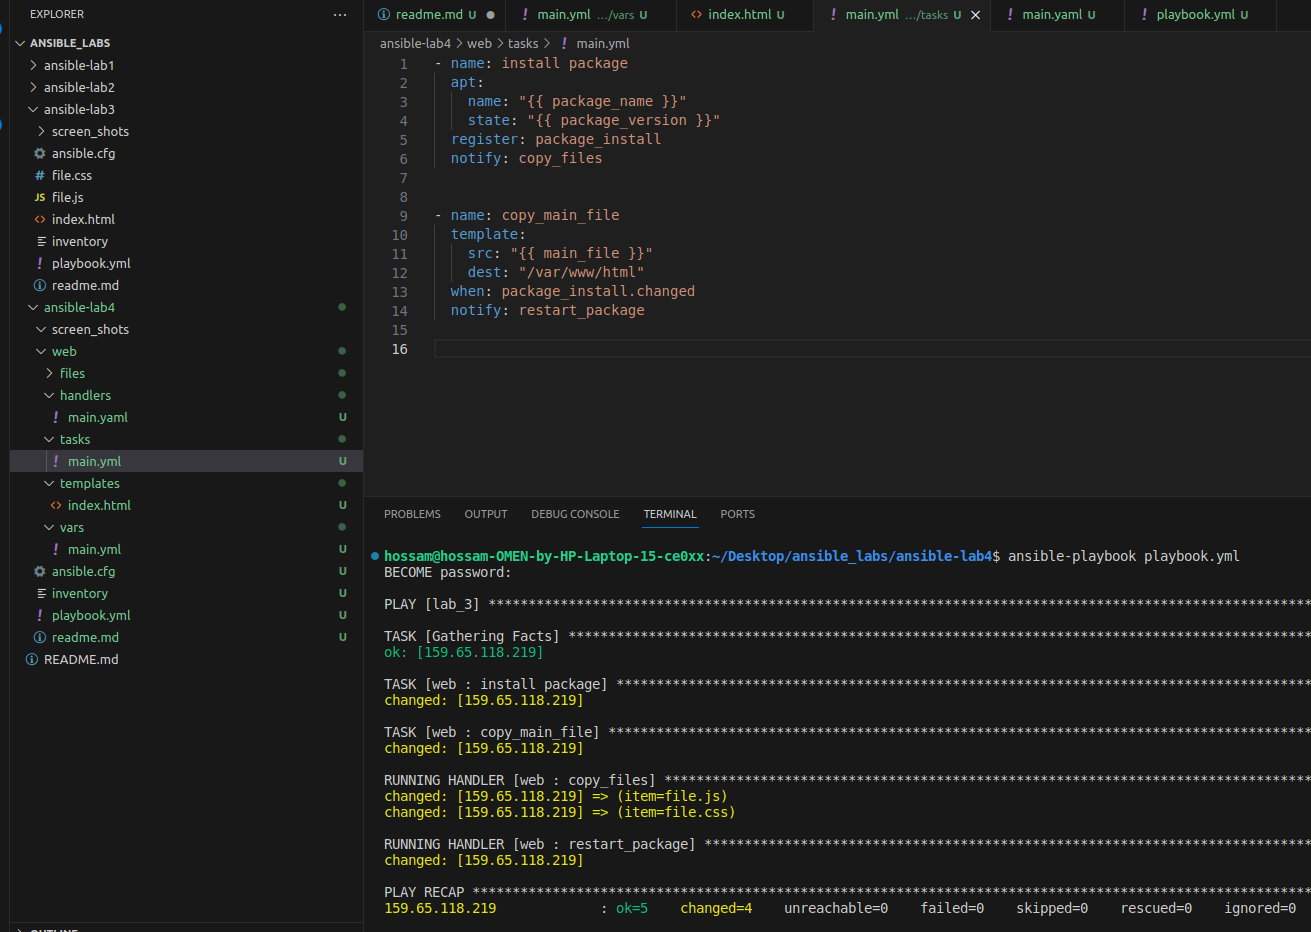 EXPLORER ...
ANSIBLE_LABS
ansible-lab1
ansible-lab2
ansible-lab3
screen_shots
ansible.cfg
# file.css
JS file.js
<> index.html
inventory
! playbook.yml
readme.md
ansible-lab4
screen_shots
web
files
handlers
! main.yaml U
tasks
! main.yml U
templates
<> index.html U
vars
! main.yml U
ansible.cfg U
inventory U
! playbook.yml U
readme.md U
README.md
OUTLINE
readme.md U ! main.yml .../vars U <> index.html U ! main.yml .../tasks U ! main.yaml U ! playbook.yml U
ansible-lab4 > web > tasks > ! main.yml
1 - name: install package
2 apt:
3 name: "{{ package_name }}"
4 state: "{{ package_version }}"
5 register: package_install
6 notify: copy_files
7
8
9 - name: copy_main_file
10 template:
11 src: "{{ main_file }}"
12 dest: "/var/www/html"
13 when: package_install.changed
14 notify: restart_package
15
16
PROBLEMS OUTPUT DEBUG CONSOLE TERMINAL PORTS
hossam@hossam-OMEN-by-HP-Laptop-15-ce0xx:~/Desktop/ansible_labs/ansible-lab4$ ansible-playbook playbook.yml
BECOME password:
PLAY [lab_3] *******************************************************************************************************
TASK [Gathering Facts] *********************************************************************************************
ok: [159.65.118.219]
TASK [web : install package] ***************************************************************************************
changed: [159.65.118.219]
TASK [web : copy_main_file] ****************************************************************************************
changed: [159.65.118.219]
RUNNING HANDLER [web : copy_files] *********************************************************************************
changed: [159.65.118.219] => (item=file.js)
changed: [159.65.118.219] => (item=file.css)
RUNNING HANDLER [web : restart_package] ****************************************************************************
changed: [159.65.118.219]
PLAY RECAP *********************************************************************************************************
159.65.118.219 : ok=5 changed=4 unreachable=0 failed=0 skipped=0 rescued=0 ignored=0